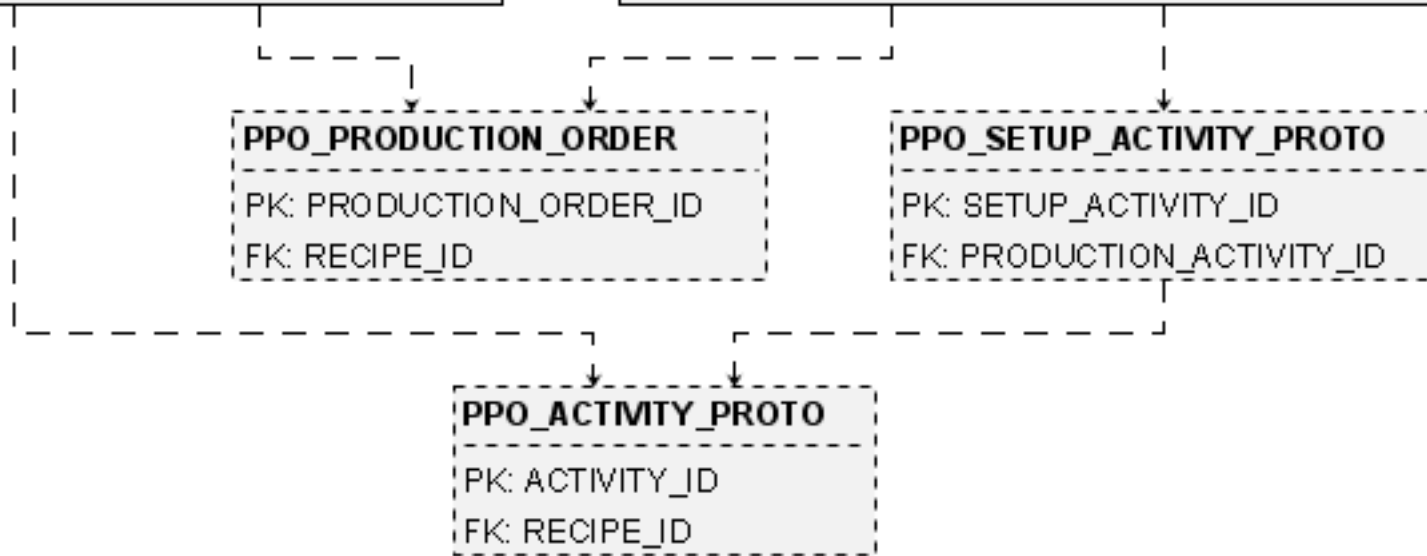 PPO_PRODUCTION_ORDER
PK: PRODUCTION_ORDER_ID
FK: RECIPE_ID
PPO_SETUP_ACTIVITY_PROTO
PK: SETUP_ACTIVITY_ID
FK: PRODUCTION_ACTIVITY_ID
PPO_ACTIVITY_PROTO
PK: ACTIVITY_ID
FK: RECIPE_ID